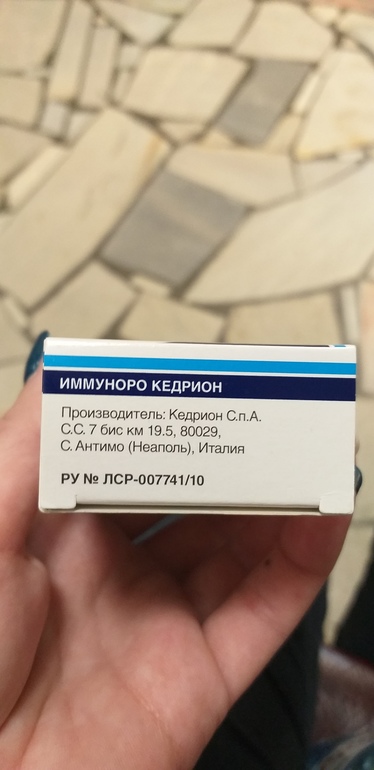 ИММУНОРО КЕДРИОН
Производитель: Кедрион С.п.А.
С.С. 7 бис км 19.5, 80029,
С. Антимо (Неаполь), Италия
РУ № ЛСР-007741/10